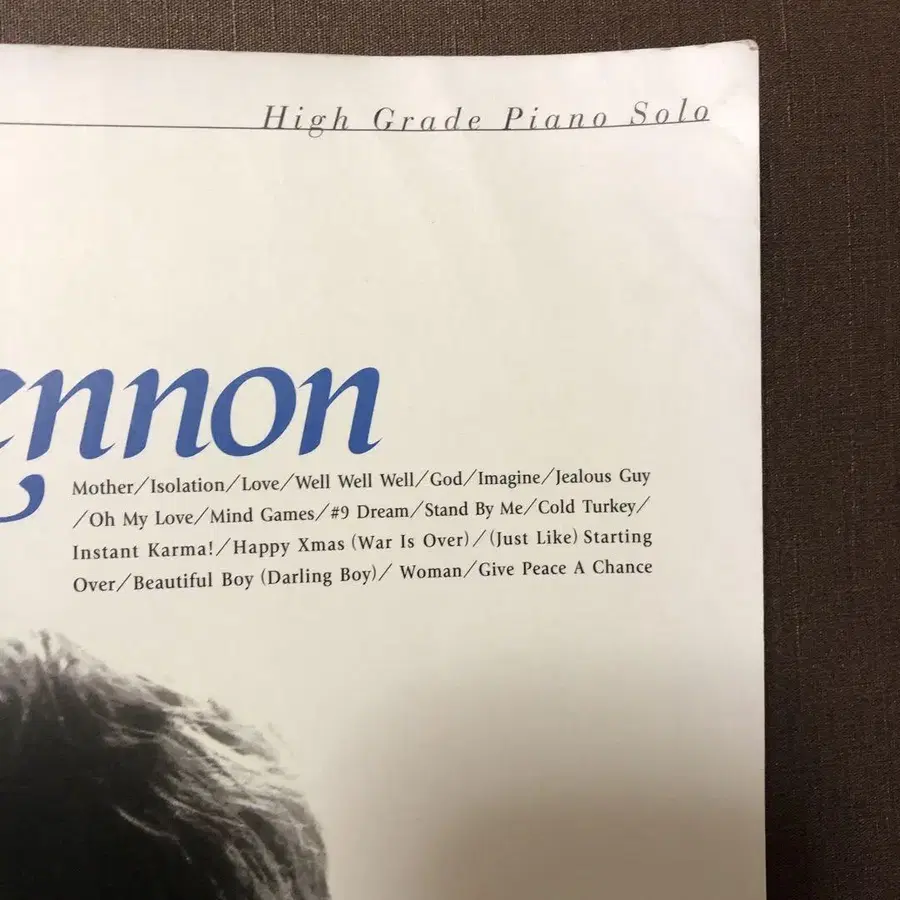 High Grade Piano Solo
ennon
Mother/Isolation/Love/Well Well Well/God/Imagine/Jealous Guy
/Oh My Love/Mind Games/#9 Dream/Stand By Me/Cold Turkey/
Instant Karma!/Happy Xmas (War Is Over)/(Just Like) Starting
Over/Beautiful Boy (Darling Boy)/ Woman/Give Peace A Chance